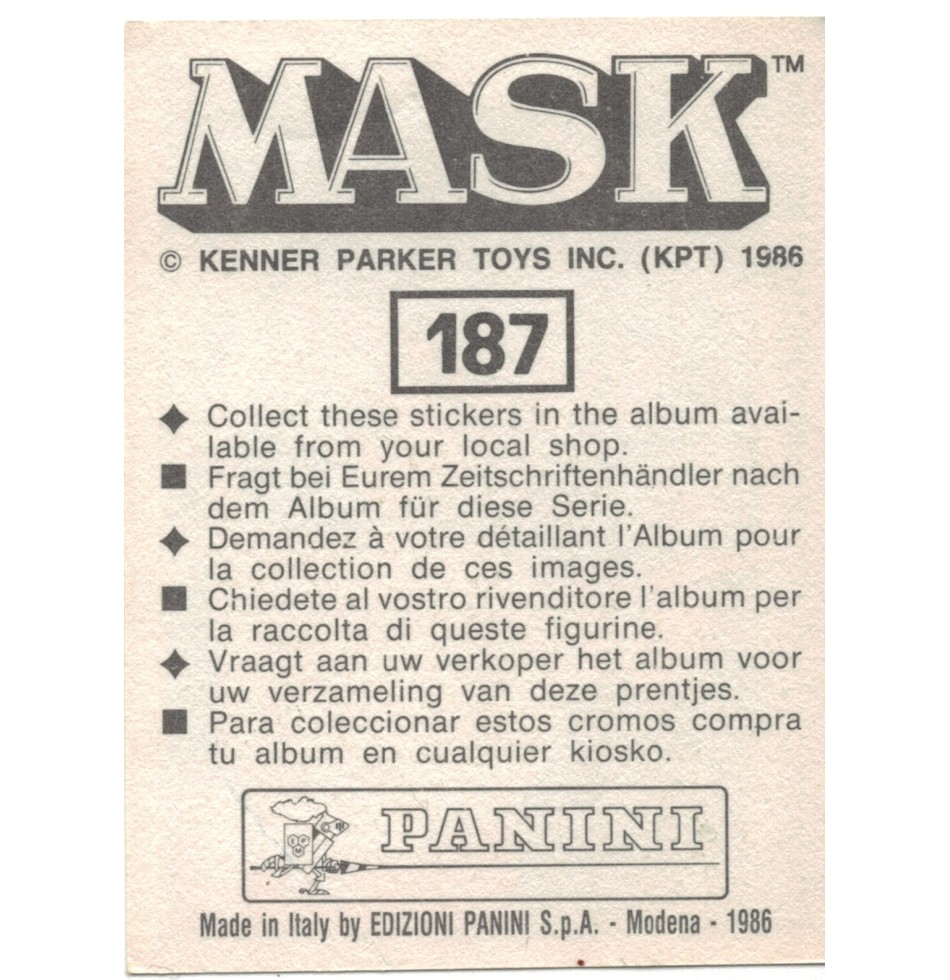 MASK™
© KENNER PARKER TOYS INC. (KPT) 1986
187
◆ Collect these stickers in the album avai-
lable from your local shop.
■ Fragt bei Eurem Zeitschriftenhändler nach
dem Album für diese Serie.
◆ Demandez à votre détaillant l'Album pour
la collection de ces images.
■ Chiedete al vostro rivenditore l'album per
la raccolta di queste figurine.
◆ Vraagt aan uw verkoper het album voor
uw verzameling van deze prentjes.
■ Para coleccionar estos cromos compra
tu album en cualquier kiosko.
PANINI
Made in Italy by EDIZIONI PANINI S.p.A. - Modena - 1986